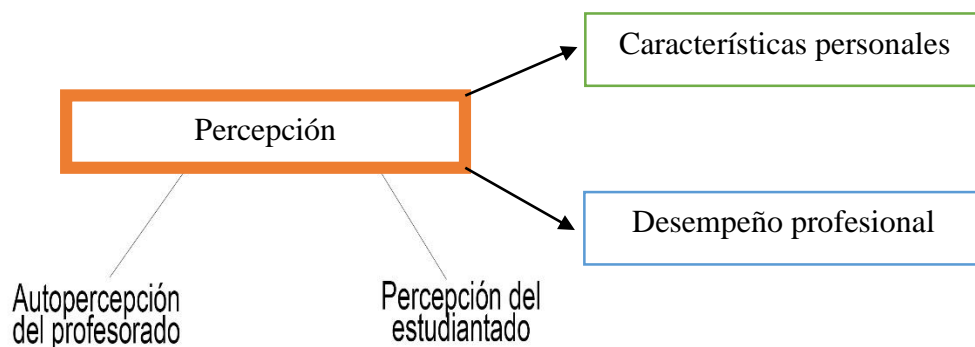 Características personales
Percepción
Desempeño profesional
Autopercepción
del profesorado
Percepción del
estudiantado